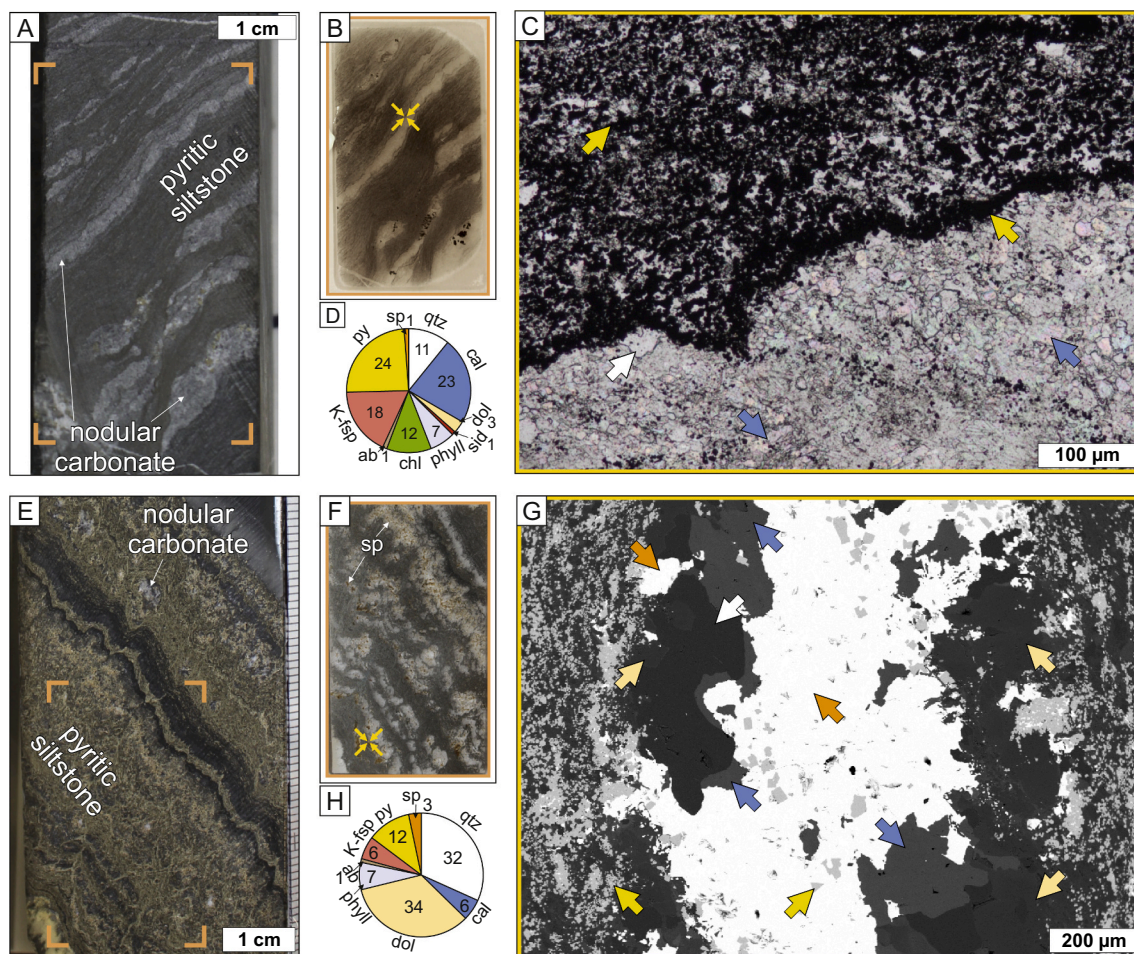 A
1 cm
pyritic
siltstone
nodular
carbonate
B
C
100 µm
D
sp 1
qtz
11
cal
23
dol
3
sid
1
phyll
7
chl
12
ab 1
K-fsp
18
py
24
E
nodular
carbonate
pyritic
siltstone
1 cm
F
sp
G
200 µm
H
sp 3
qtz
32
cal
6
dol
34
phyll
7
ab
1
K-fsp
6
py
12